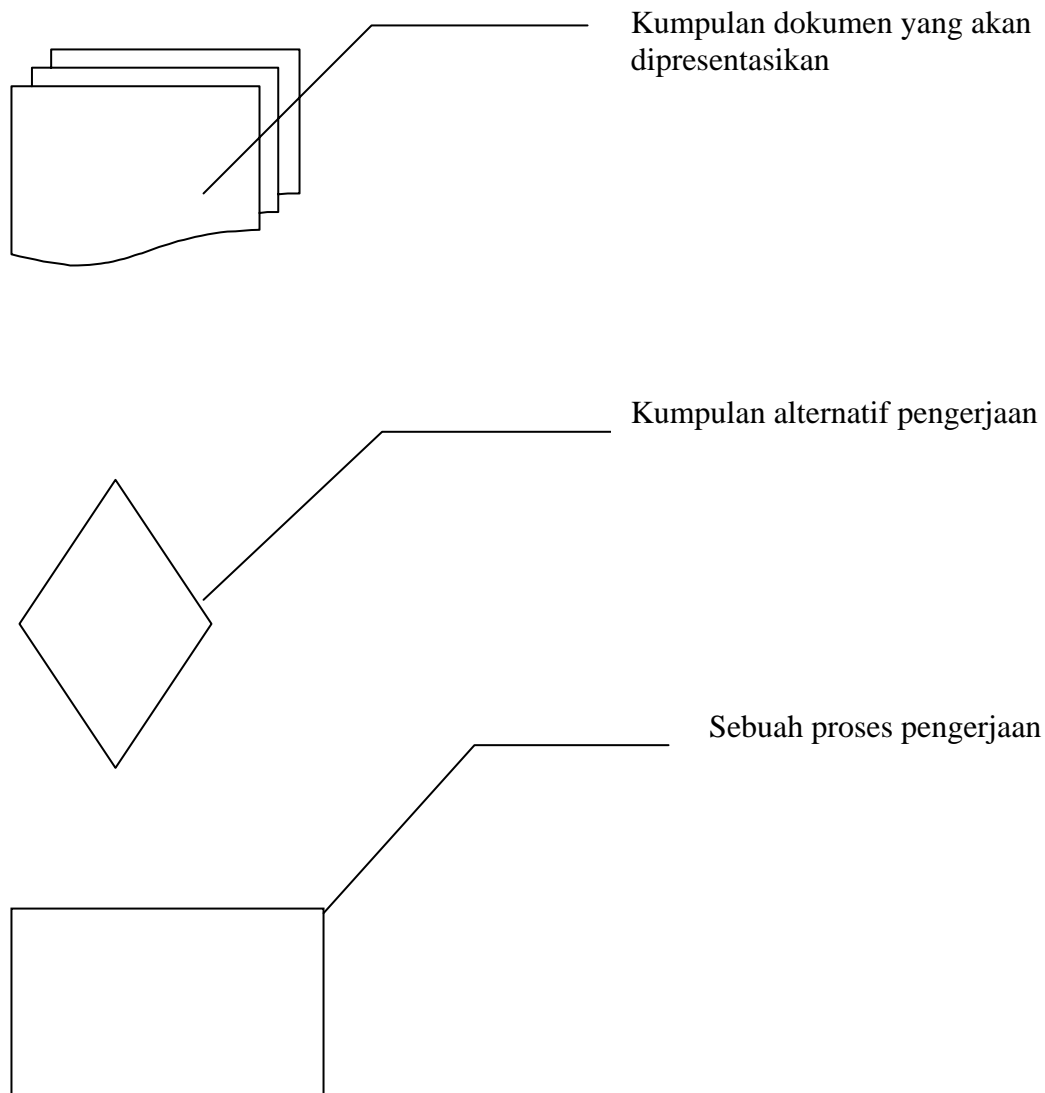 Kumpulan dokumen yang akan
dipresentasikan
Kumpulan alternatif pengerjaan
Sebuah proses pengerjaan